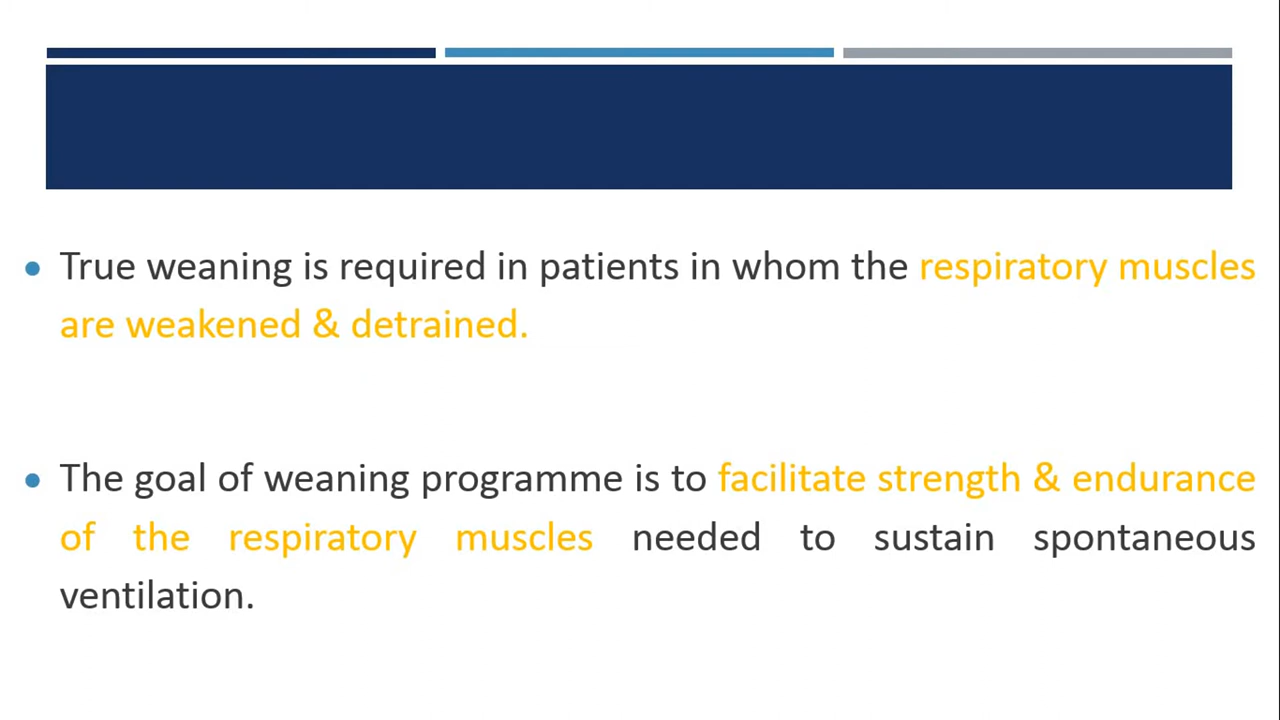 • True weaning is required in patients in whom the respiratory muscles
are weakened & detrained.
• The goal of weaning programme is to facilitate strength & endurance
of the respiratory muscles needed to sustain spontaneous
ventilation.